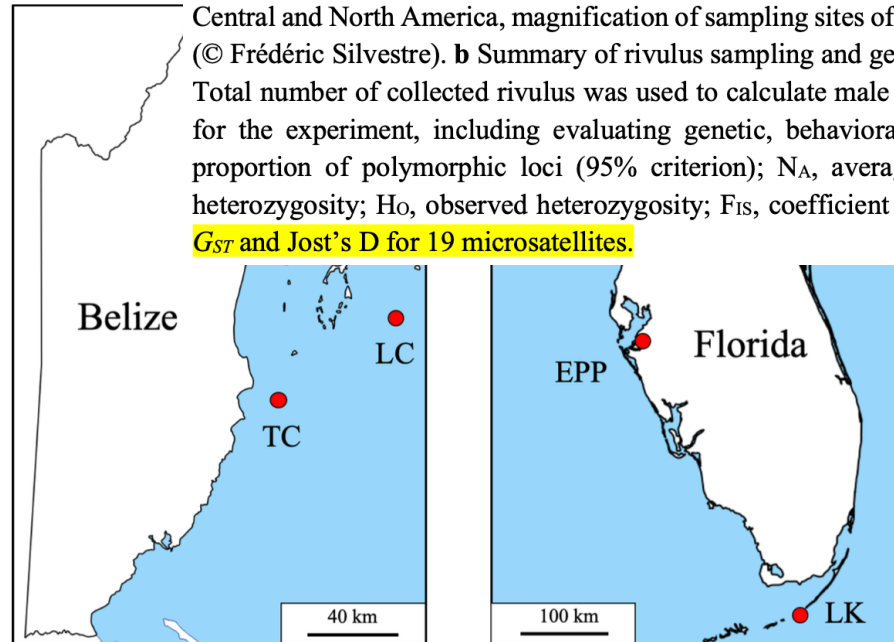 Central and North America, magnification of sampling sites of
(© Frédéric Silvestre). b Summary of rivulus sampling and ge
Total number of collected rivulus was used to calculate male
for the experiment, including evaluating genetic, behaviora
proportion of polymorphic loci (95% criterion); NA, avera
heterozygosity; HO, observed heterozygosity; FIS, coefficient
GST and Jost’s D for 19 microsatellites.
Belize
LC
TC
40 km
Florida
EPP
100 km
LK